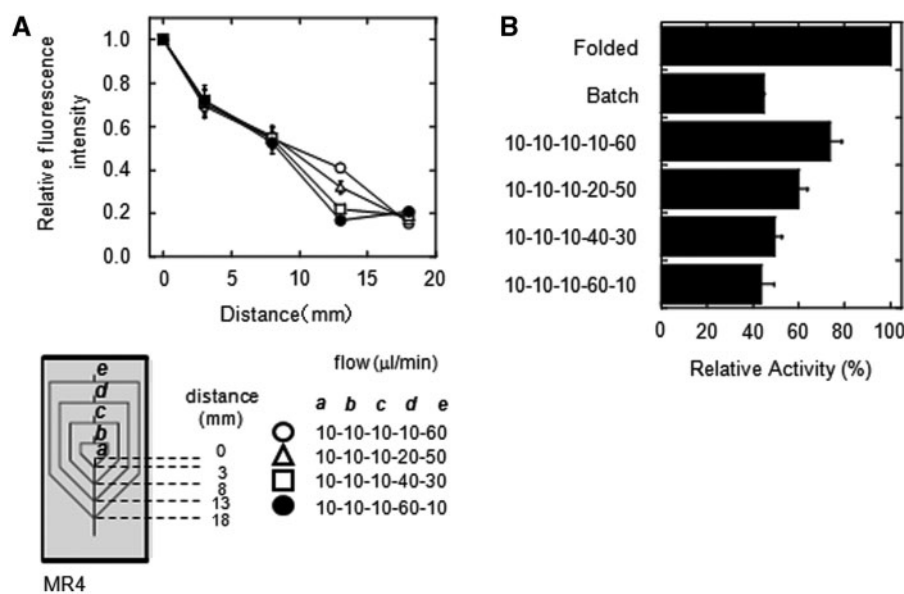 A
Relative fluorescence
intensity
1.0
0.8
0.6
0.4
0.2
0.0
0 5 10 15 20
Distance(mm)
B
Folded
Batch
10-10-10-10-60
10-10-10-20-50
10-10-10-40-30
10-10-10-60-10
0 20 40 60 80 100
Relative Activity (%)
e
d
c
b
a
distance
(mm)
0
3
8
13
18
MR4
flow (µl/min)
a b c d e
10-10-10-10-60
10-10-10-20-50
10-10-10-40-30
10-10-10-60-10